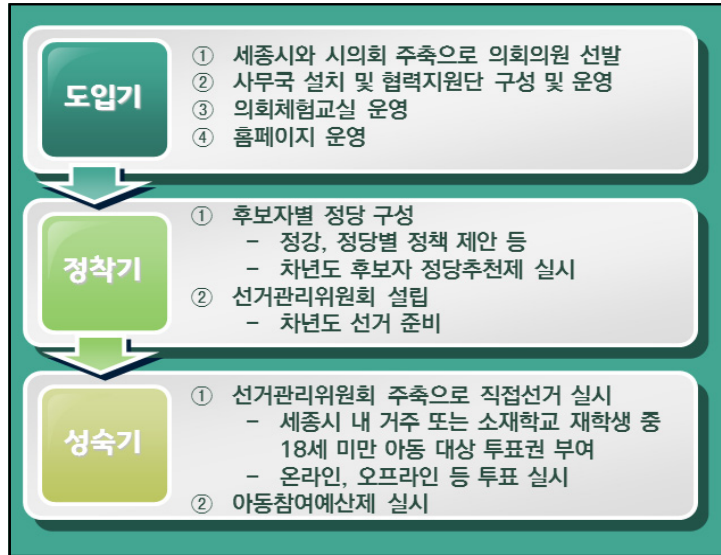 도입기
① 세종시와 시의회 주축으로 의회의원 선발
② 사무국 설치 및 협력지원단 구성 및 운영
③ 의회체험교실 운영
④ 홈페이지 운영
정착기
① 후보자별 정당 구성
– 정강, 정당별 정책 제안 등
– 차년도 후보자 정당추천제 실시
② 선거관리위원회 설립
– 차년도 선거 준비
성숙기
① 선거관리위원회 주축으로 직접선거 실시
– 세종시 내 거주 또는 소재학교 재학생 중
18세 미만 아동 대상 투표권 부여
– 온라인, 오프라인 등 투표 실시
② 아동참여예산제 실시